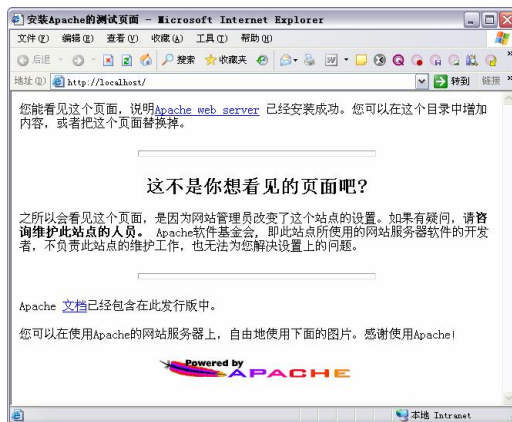 安装Apache的测试页面 - Microsoft Internet Explorer
文件(F) 编辑(E) 查看(V) 收藏(A) 工具(T) 帮助(H)
后退 搜索 收藏夹
地址(D) http://localhost/ 转到 链接 »
您能看见这个页面，说明Apache web server 已经安装成功。您可以在这个目录中增加
内容，或者把这个页面替换掉。
这不是你想看见的页面吧?
之所以会看见这个页面，是因为网站管理员改变了这个站点的设置。如果有疑问，请咨
询维护此站点的人员。 Apache软件基金会, 即此站点所使用的网站服务器软件的开发
者，不负责此站点的维护工作，也无法为您解决设置上的问题。
Apache 文档已经包含在此发行版中。
您可以在使用Apache的网站服务器上，自由地使用下面的图片。感谢使用Apache!
Powered by
APACHE
本地 Intranet